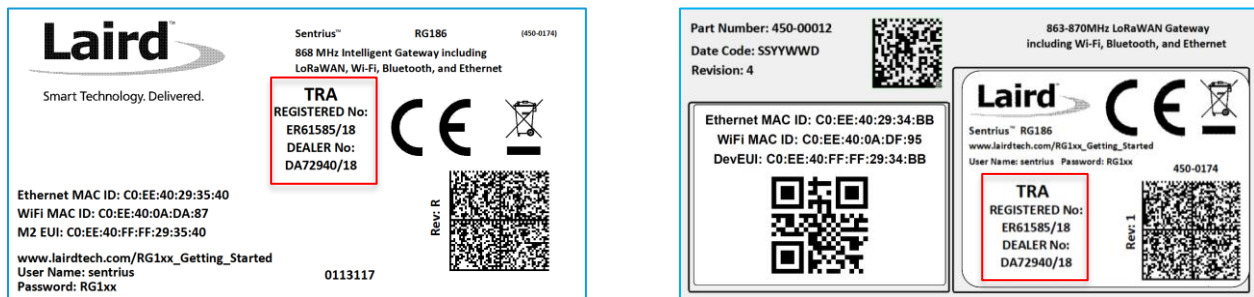 Laird
Smart Technology. Delivered.
Sentrius™ RG186 (450-0174)
868 MHz Intelligent Gateway including
LoRaWAN, Wi-Fi, Bluetooth, and Ethernet
TRA
REGISTERED No:
ER61585/18
DEALER No:
DA72940/18
CE
Ethernet MAC ID: C0:EE:40:29:35:40
WiFi MAC ID: C0:EE:40:0A:DA:87
M2 EUI: C0:EE:40:FF:FF:29:35:40
www.lairdtech.com/RG1xx_Getting_Started
User Name: sentrius
Password: RG1xx
0113117
Rev: R
Part Number: 450-00012
Date Code: SSYYWWD
Revision: 4
863-870MHz LoRaWAN Gateway
including Wi-Fi, Bluetooth, and Ethernet
Ethernet MAC ID: C0:EE:40:29:34:BB
WiFi MAC ID: C0:EE:40:0A:DF:95
DevEUI: C0:EE:40:FF:FF:29:34:BB
Laird
CE
Sentrius™ RG186
www.lairdtech.com/RG1xx_Getting_Started
User Name: sentrius Password: RG1xx
450-0174
TRA
REGISTERED No:
ER61585/18
DEALER No:
DA72940/18
Rev: 1